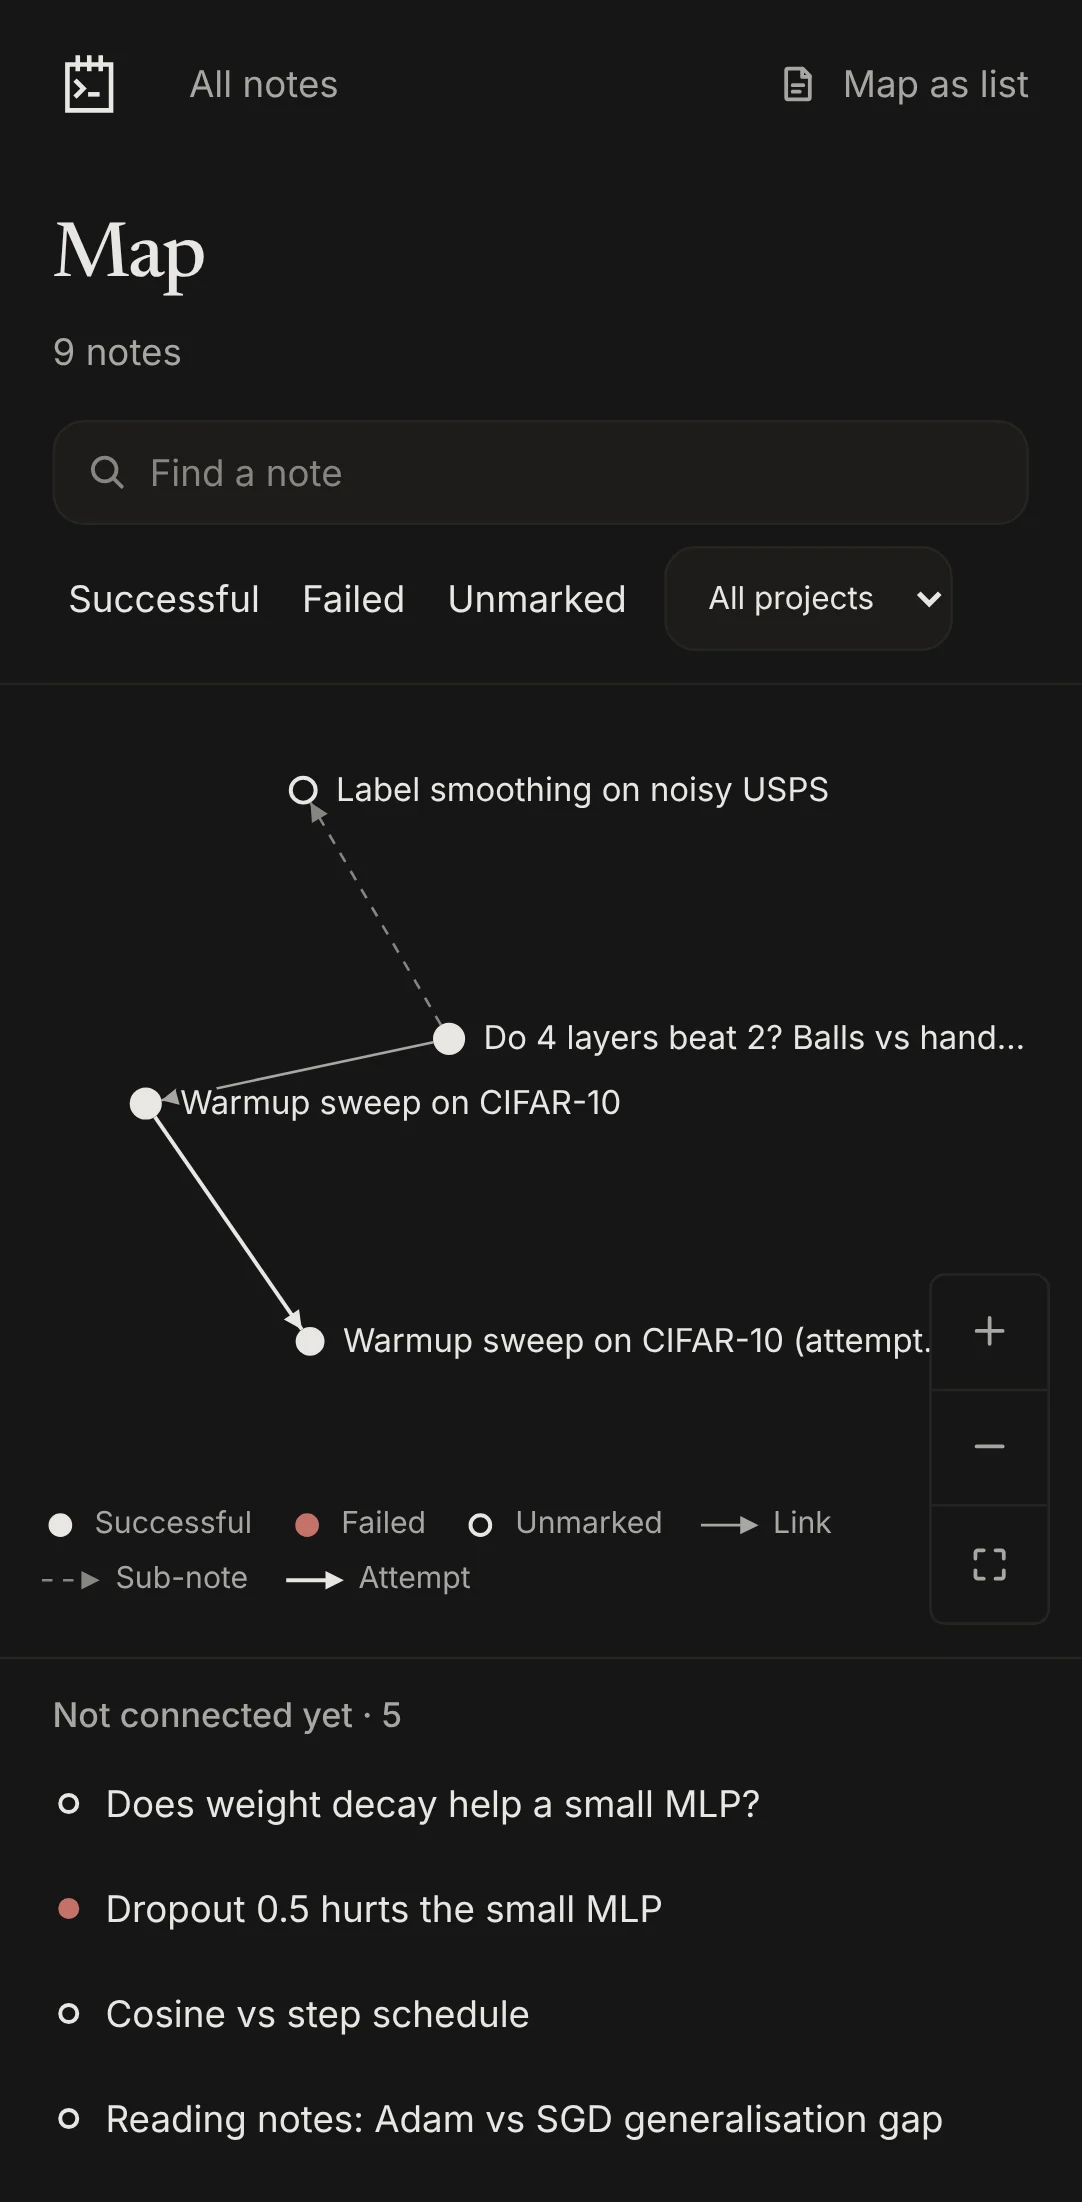 All notes
Map as list
Map
9 notes
Find a note
Successful Failed Unmarked All projects
Label smoothing on noisy USPS
Do 4 layers beat 2? Balls vs hand...
Warmup sweep on CIFAR-10
Warmup sweep on CIFAR-10 (attempt.
Successful Failed Unmarked Link
Sub-note Attempt
Not connected yet · 5
Does weight decay help a small MLP?
Dropout 0.5 hurts the small MLP
Cosine vs step schedule
Reading notes: Adam vs SGD generalisation gap